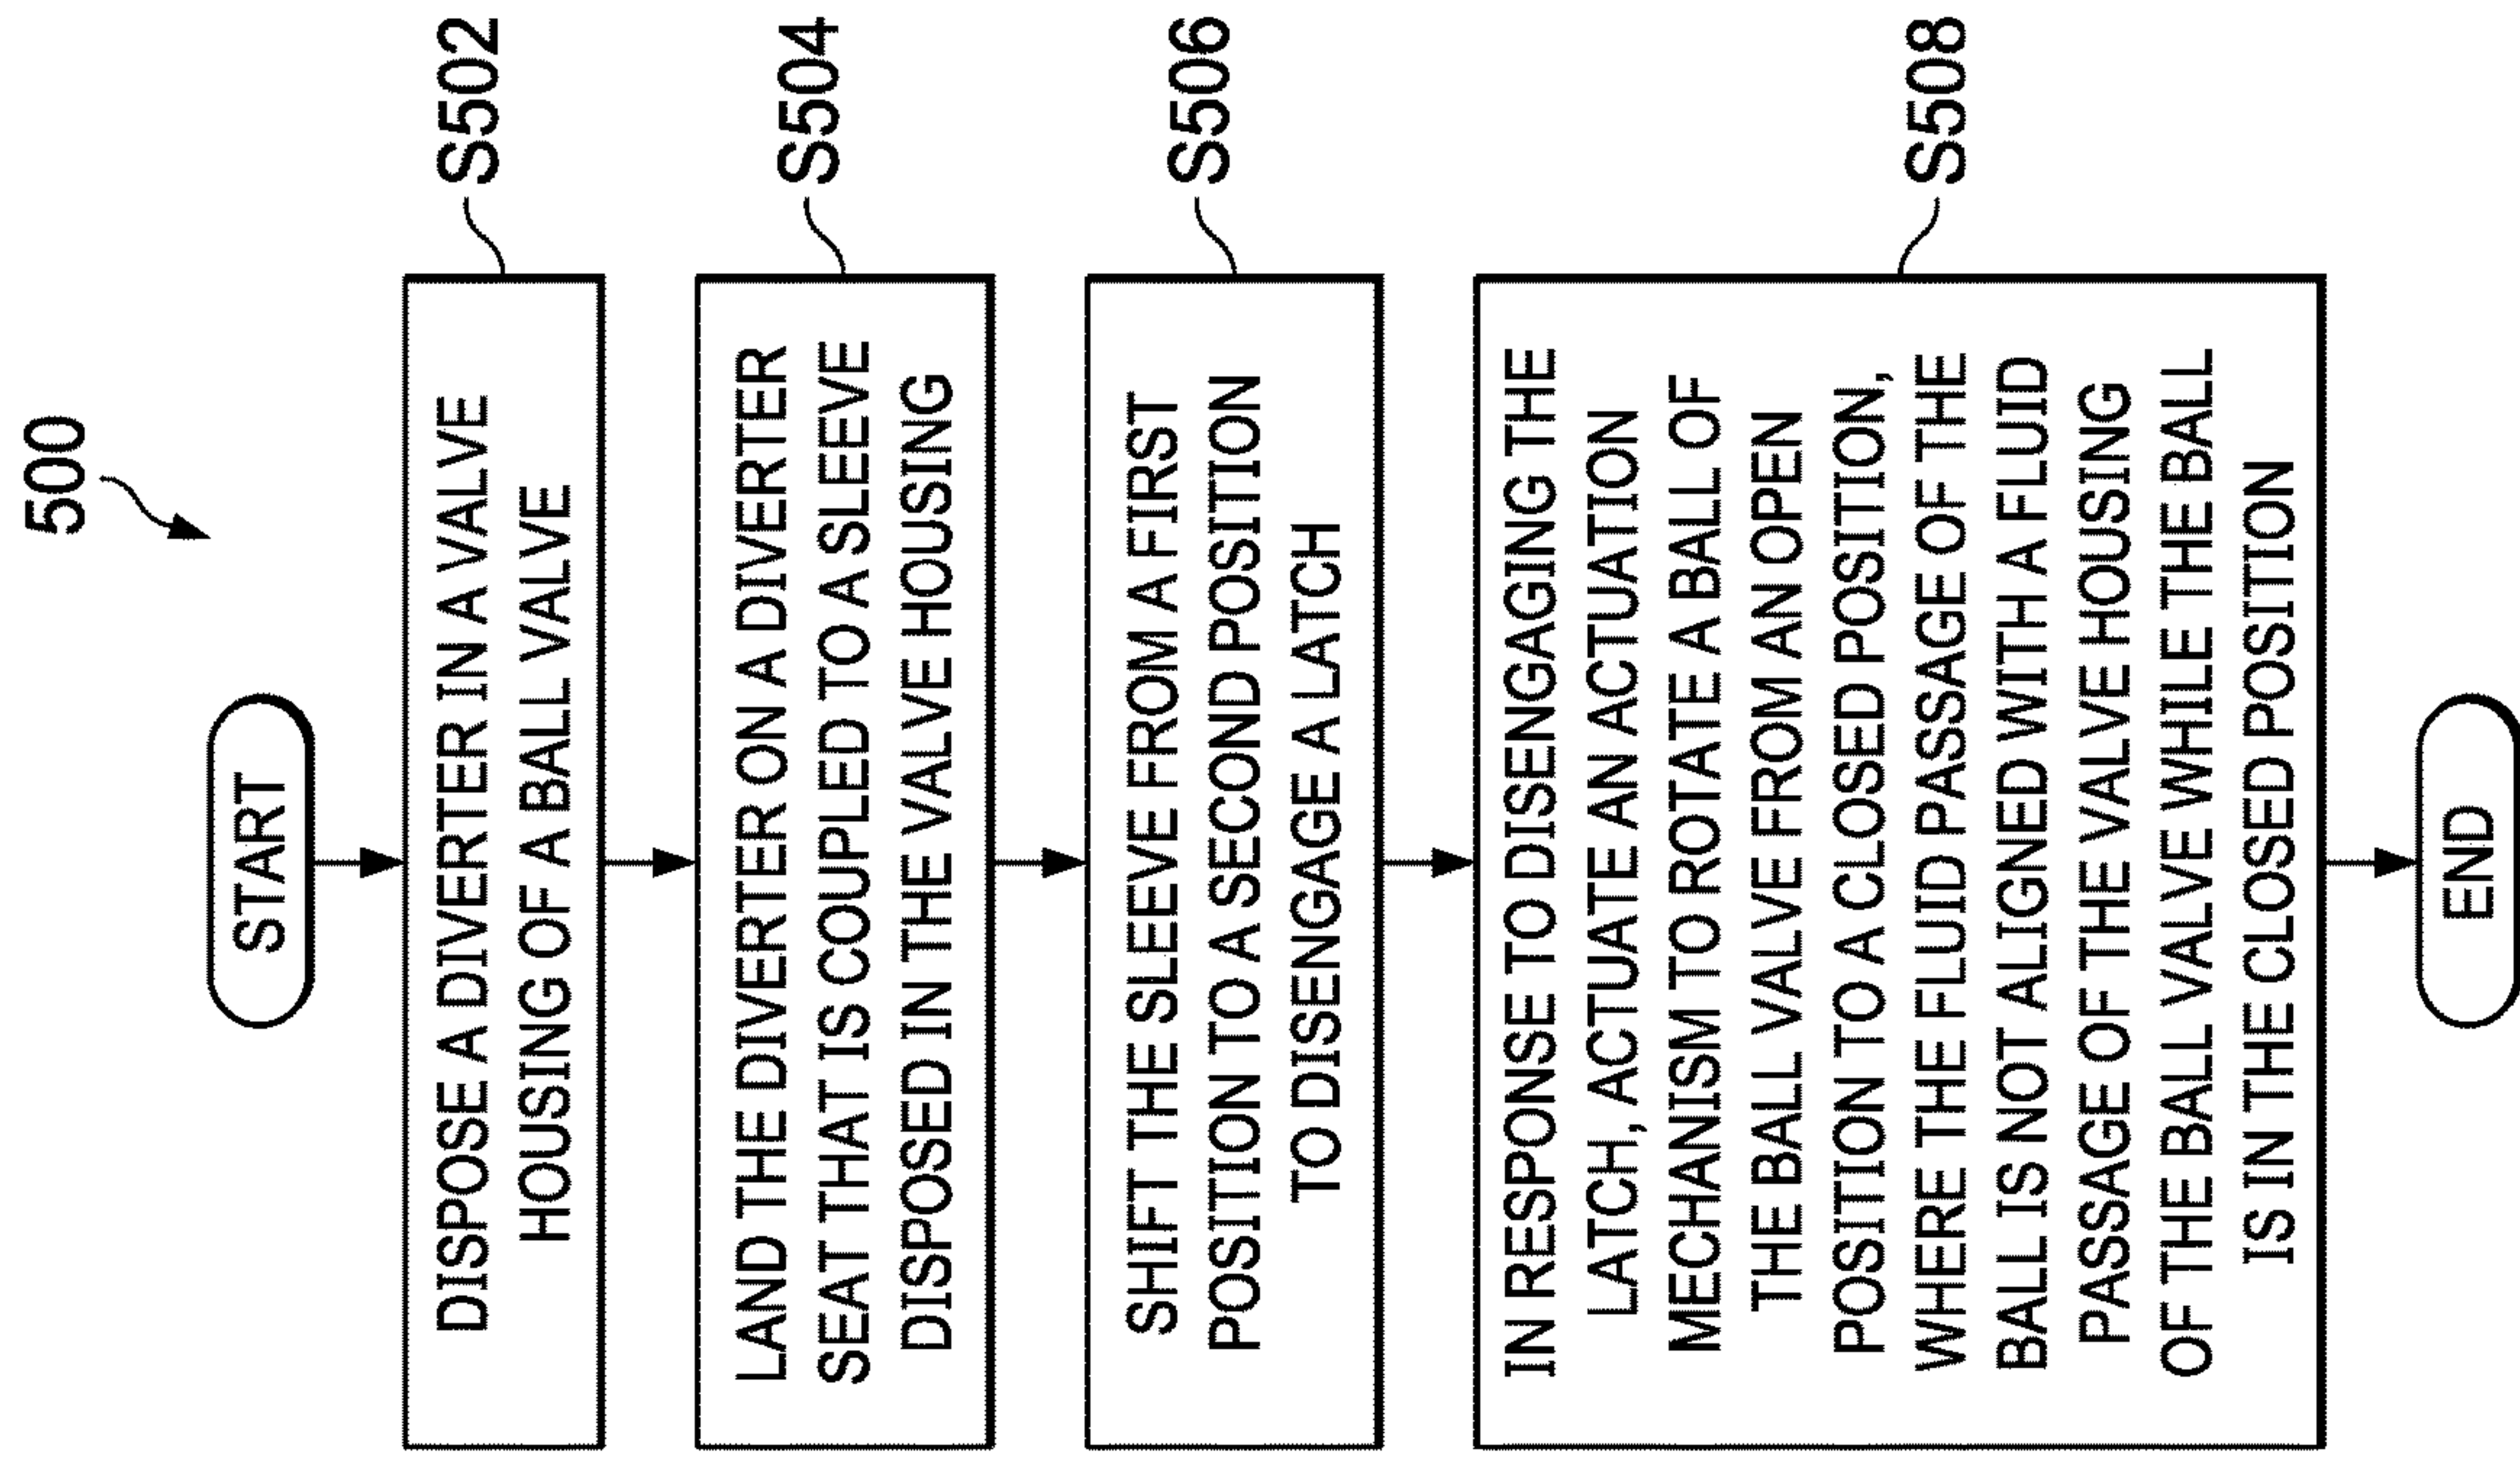 500
START
DISPOSE A DIVERTER IN A VALVE
HOUSING OF A BALL VALVE
S502
LAND THE DIVERTER ON A DIVERTER
SEAT THAT IS COUPLED TO A SLEEVE
DISPOSED IN THE VALVE HOUSING
S504
SHIFT THE SLEEVE FROM A FIRST
POSITION TO A SECOND POSITION
TO DISENGAGE A LATCH
S506
IN RESPONSE TO DISENGAGING THE
LATCH, ACTUATE AN ACTUATION
MECHANISM TO ROTATE A BALL OF
THE BALL VALVE FROM AN OPEN
POSITION TO A CLOSED POSITION,
WHERE THE FLUID PASSAGE OF THE
BALL IS NOT ALIGNED WITH A FLUID
PASSAGE OF THE VALVE HOUSING
OF THE BALL VALVE WHILE THE BALL
IS IN THE CLOSED POSITION
S508
END